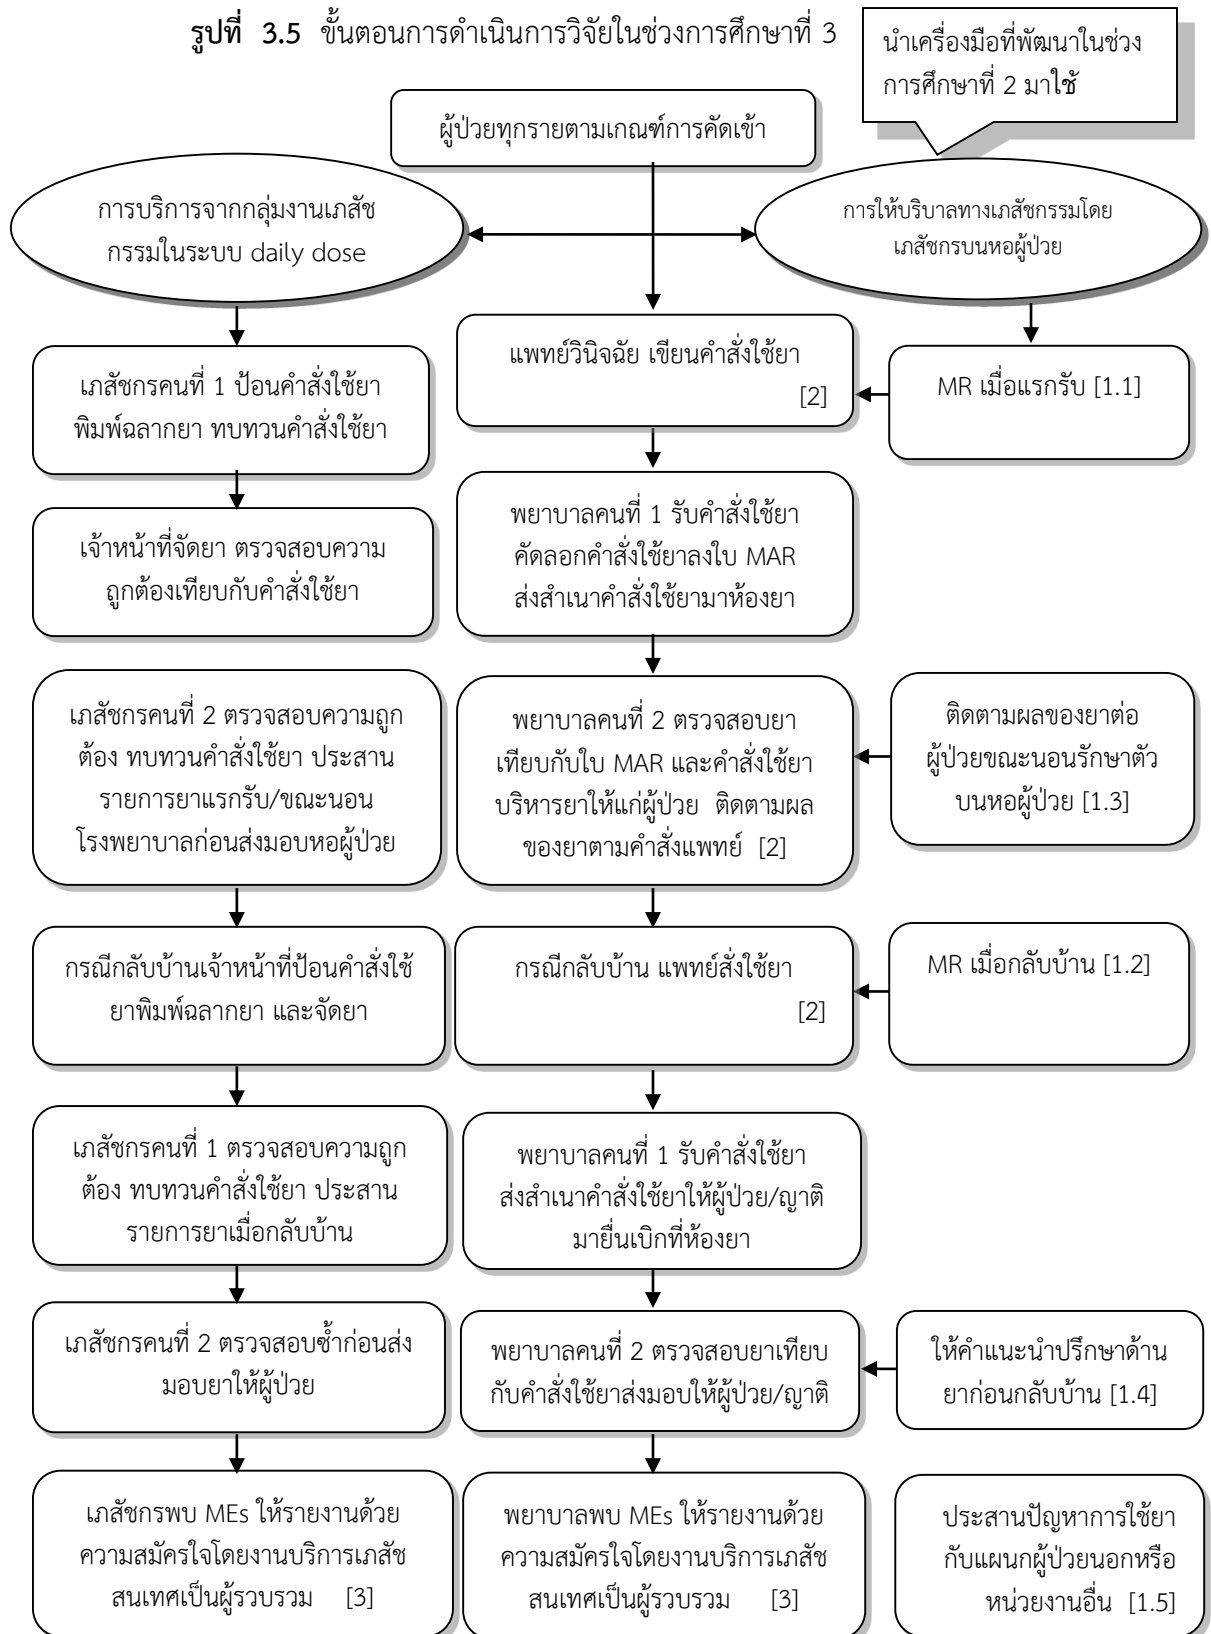 รูปที่ 3.5 ขั้นตอนการดำเนินการวิจัยในช่วงการศึกษาที่ 3
นำเครื่องมือที่พัฒนาในช่วง
การศึกษาที่ 2 มาใช้
ผู้ป่วยทุกรายตามเกณฑ์การคัดเข้า
การบริการจากกลุ่มงานเภสัช
กรรมในระบบ daily dose
การให้บริบาลทางเภสัชกรรมโดย
เภสัชกรบนหอผู้ป่วย
เภสัชกรคนที่ 1 ป้อนคำสั่งใช้ยา
พิมพ์ฉลากยา ทบทวนคำสั่งใช้ยา
แพทย์วินิจฉัย เขียนคำสั่งใช้ยา
[2]
MR เมื่อแรกรับ [1.1]
เจ้าหน้าที่จัดยา ตรวจสอบความ
ถูกต้องเทียบกับคำสั่งใช้ยา
พยาบาลคนที่ 1 รับคำสั่งใช้ยา
คัดลอกคำสั่งใช้ยาลงใบ MAR
ส่งสำเนาคำสั่งใช้ยามาห้องยา
เภสัชกรคนที่ 2 ตรวจสอบความถูก
ต้อง ทบทวนคำสั่งใช้ยา ประสาน
รายการยาแรกรับ/ขณะนอน
โรงพยาบาลก่อนส่งมอบหอผู้ป่วย
พยาบาลคนที่ 2 ตรวจสอบยา
เทียบกับใบ MAR และคำสั่งใช้ยา
บริหารยาให้แก่ผู้ป่วย ติดตามผล
ของยาตามคำสั่งแพทย์ [2]
ติดตามผลของยาต่อ
ผู้ป่วยขณะนอนรักษาตัว
บนหอผู้ป่วย [1.3]
กรณีกลับบ้านเจ้าหน้าที่ป้อนคำสั่งใช้
ยาพิมพ์ฉลากยา และจัดยา
กรณีกลับบ้าน แพทย์สั่งใช้ยา
[2]
MR เมื่อกลับบ้าน [1.2]
เภสัชกรคนที่ 1 ตรวจสอบความถูก
ต้อง ทบทวนคำสั่งใช้ยา ประสาน
รายการยาเมื่อกลับบ้าน
พยาบาลคนที่ 1 รับคำสั่งใช้ยา
ส่งสำเนาคำสั่งใช้ยาให้ผู้ป่วย/ญาติ
มายื่นเบิกที่ห้องยา
เภสัชกรคนที่ 2 ตรวจสอบซ้ำก่อนส่ง
มอบยาให้ผู้ป่วย
พยาบาลคนที่ 2 ตรวจสอบยาเทียบ
กับคำสั่งใช้ยาส่งมอบให้ผู้ป่วย/ญาติ
ให้คำแนะนำปรึกษาด้าน
ยาก่อนกลับบ้าน [1.4]
เภสัชกรพบ MEs ให้รายงานด้วย
ความสมัครใจโดยงานบริการเภสัช
สนเทศเป็นผู้รวบรวม [3]
พยาบาลพบ MEs ให้รายงานด้วย
ความสมัครใจโดยงานบริการเภสัช
สนเทศเป็นผู้รวบรวม [3]
ประสานปัญหาการใช้ยา
กับแผนกผู้ป่วยนอกหรือ
หน่วยงานอื่น [1.5]